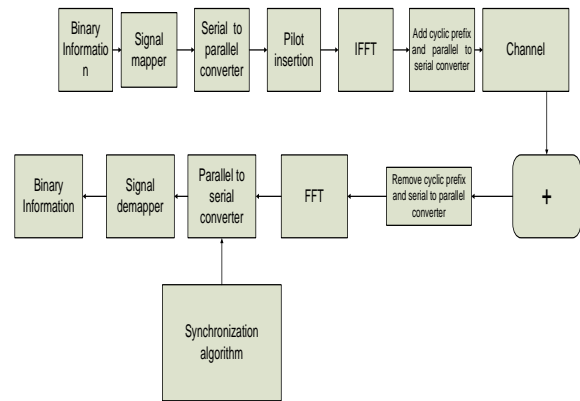 Binary
Informatio
n
Signal
mapper
Serial to
parallel
converter
Pilot
insertion
IFFT
Add cyclic prefix
and parallel to
serial converter
Channel
Binary
Information
Signal
demapper
Parallel to
serial
converter
FFT
Remove cyclic prefix
and serial to parallel
converter
+
Synchronization
algorithm